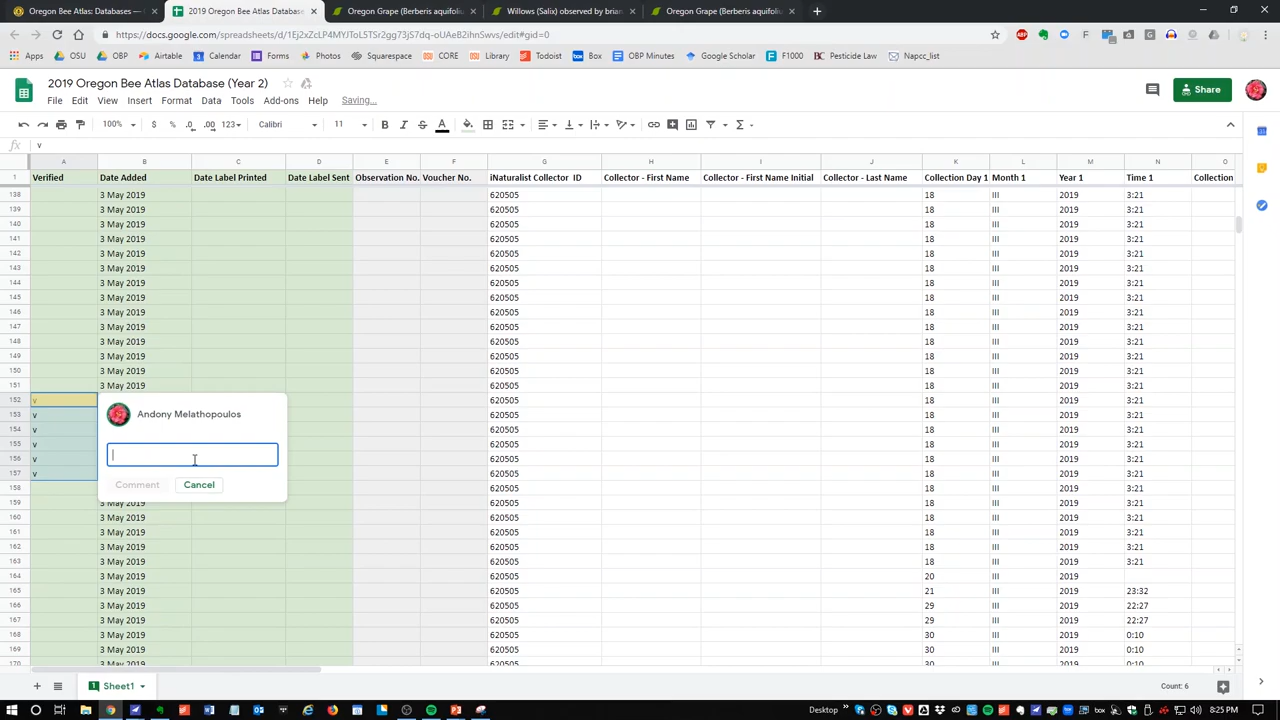 Oregon Bee Atlas: Databases —
2019 Oregon Bee Atlas Database
Oregon Grape (Berberis aquifoliu
Willows (Salix) observed by brian
Oregon Grape (Berberis aquifoliu
https://docs.google.com/spreadsheets/d/1Ej2xZcLP4MYJToL5TSr2gg73jS7dq-oUAeB2ihnSwvs/edit#gid=0
Apps OSU OBP Airtable Calendar Forms Photos Squarespace CORE Library Todoist Box OBP Minutes Google Scholar F1000 Pesticide Law Napcc_list
2019 Oregon Bee Atlas Database (Year 2)
Share
File Edit View Insert Format Data Tools Add-ons Help Saving...
100% $ % .0 .00 123 Calibri 11 B I S A
fx v
A B C D E F G H I J K L M N O
1 Verified Date Added Date Label Printed Date Label Sent Observation No. Voucher No. iNaturalist Collector ID Collector - First Name Collector - First Name Initial Collector - Last Name Collection Day 1 Month 1 Year 1 Time 1 Collection
138 3 May 2019 620505 18 III 2019 3:21
139 3 May 2019 620505 18 III 2019 3:21
140 3 May 2019 620505 18 III 2019 3:21
141 3 May 2019 620505 18 III 2019 3:21
142 3 May 2019 620505 18 III 2019 3:21
143 3 May 2019 620505 18 III 2019 3:21
144 3 May 2019 620505 18 III 2019 3:21
145 3 May 2019 620505 18 III 2019 3:21
146 3 May 2019 620505 18 III 2019 3:21
147 3 May 2019 620505 18 III 2019 3:21
148 3 May 2019 620505 18 III 2019 3:21
149 3 May 2019 620505 18 III 2019 3:21
150 3 May 2019 620505 18 III 2019 3:21
151 3 May 2019 620505 18 III 2019 3:21
152 v 620505 18 III 2019 3:21
Andony Melathopoulos
153 v 620505 18 III 2019 3:21
154 v 620505 18 III 2019 3:21
155 v 620505 18 III 2019 3:21
156 v 620505 18 III 2019 3:21
157 v 620505 18 III 2019 3:21
Comment Cancel
158 620505 18 III 2019 3:21
159 3 May 2019 620505 18 III 2019 3:21
160 3 May 2019 620505 18 III 2019 3:21
161 3 May 2019 620505 18 III 2019 3:21
162 3 May 2019 620505 18 III 2019 3:21
163 3 May 2019 620505 18 III 2019 3:21
164 3 May 2019 620505 20 III 2019
165 3 May 2019 620505 21 III 2019 23:32
166 3 May 2019 620505 29 III 2019 22:27
167 3 May 2019 620505 29 III 2019 22:27
168 3 May 2019 620505 30 III 2019 0:10
169 3 May 2019 620505 30 III 2019 0:10
170 3 May 2019 620505 30 III 2019 0:10
1 Sheet1 Count: 6
Desktop 8:25 PM